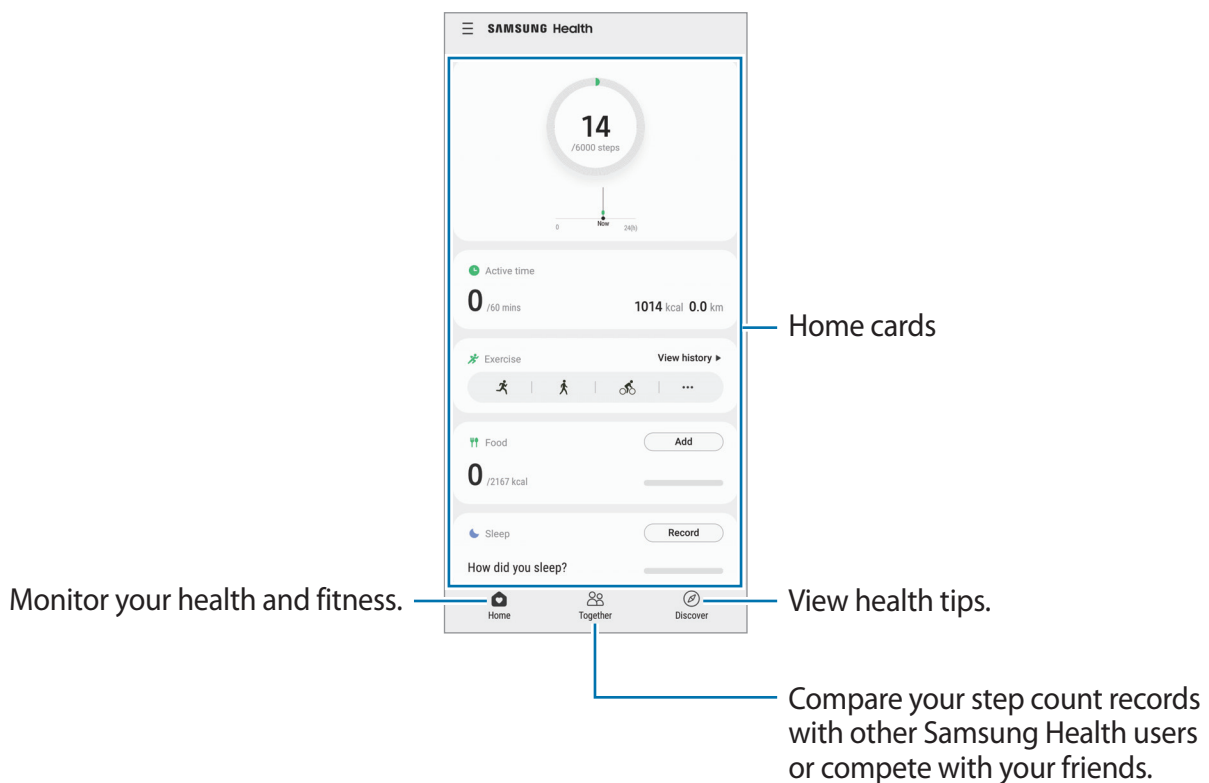 SAMSUNG Health
14
/6000 steps
0 Now 24(h)
Active time
0 /60 mins 1014 kcal 0.0 km
Home cards
Exercise View history ▶
Food Add
0 /2167 kcal
Sleep Record
How did you sleep?
Monitor your health and fitness.
Home Together Discover
View health tips.
Compare your step count records
with other Samsung Health users
or compete with your friends.